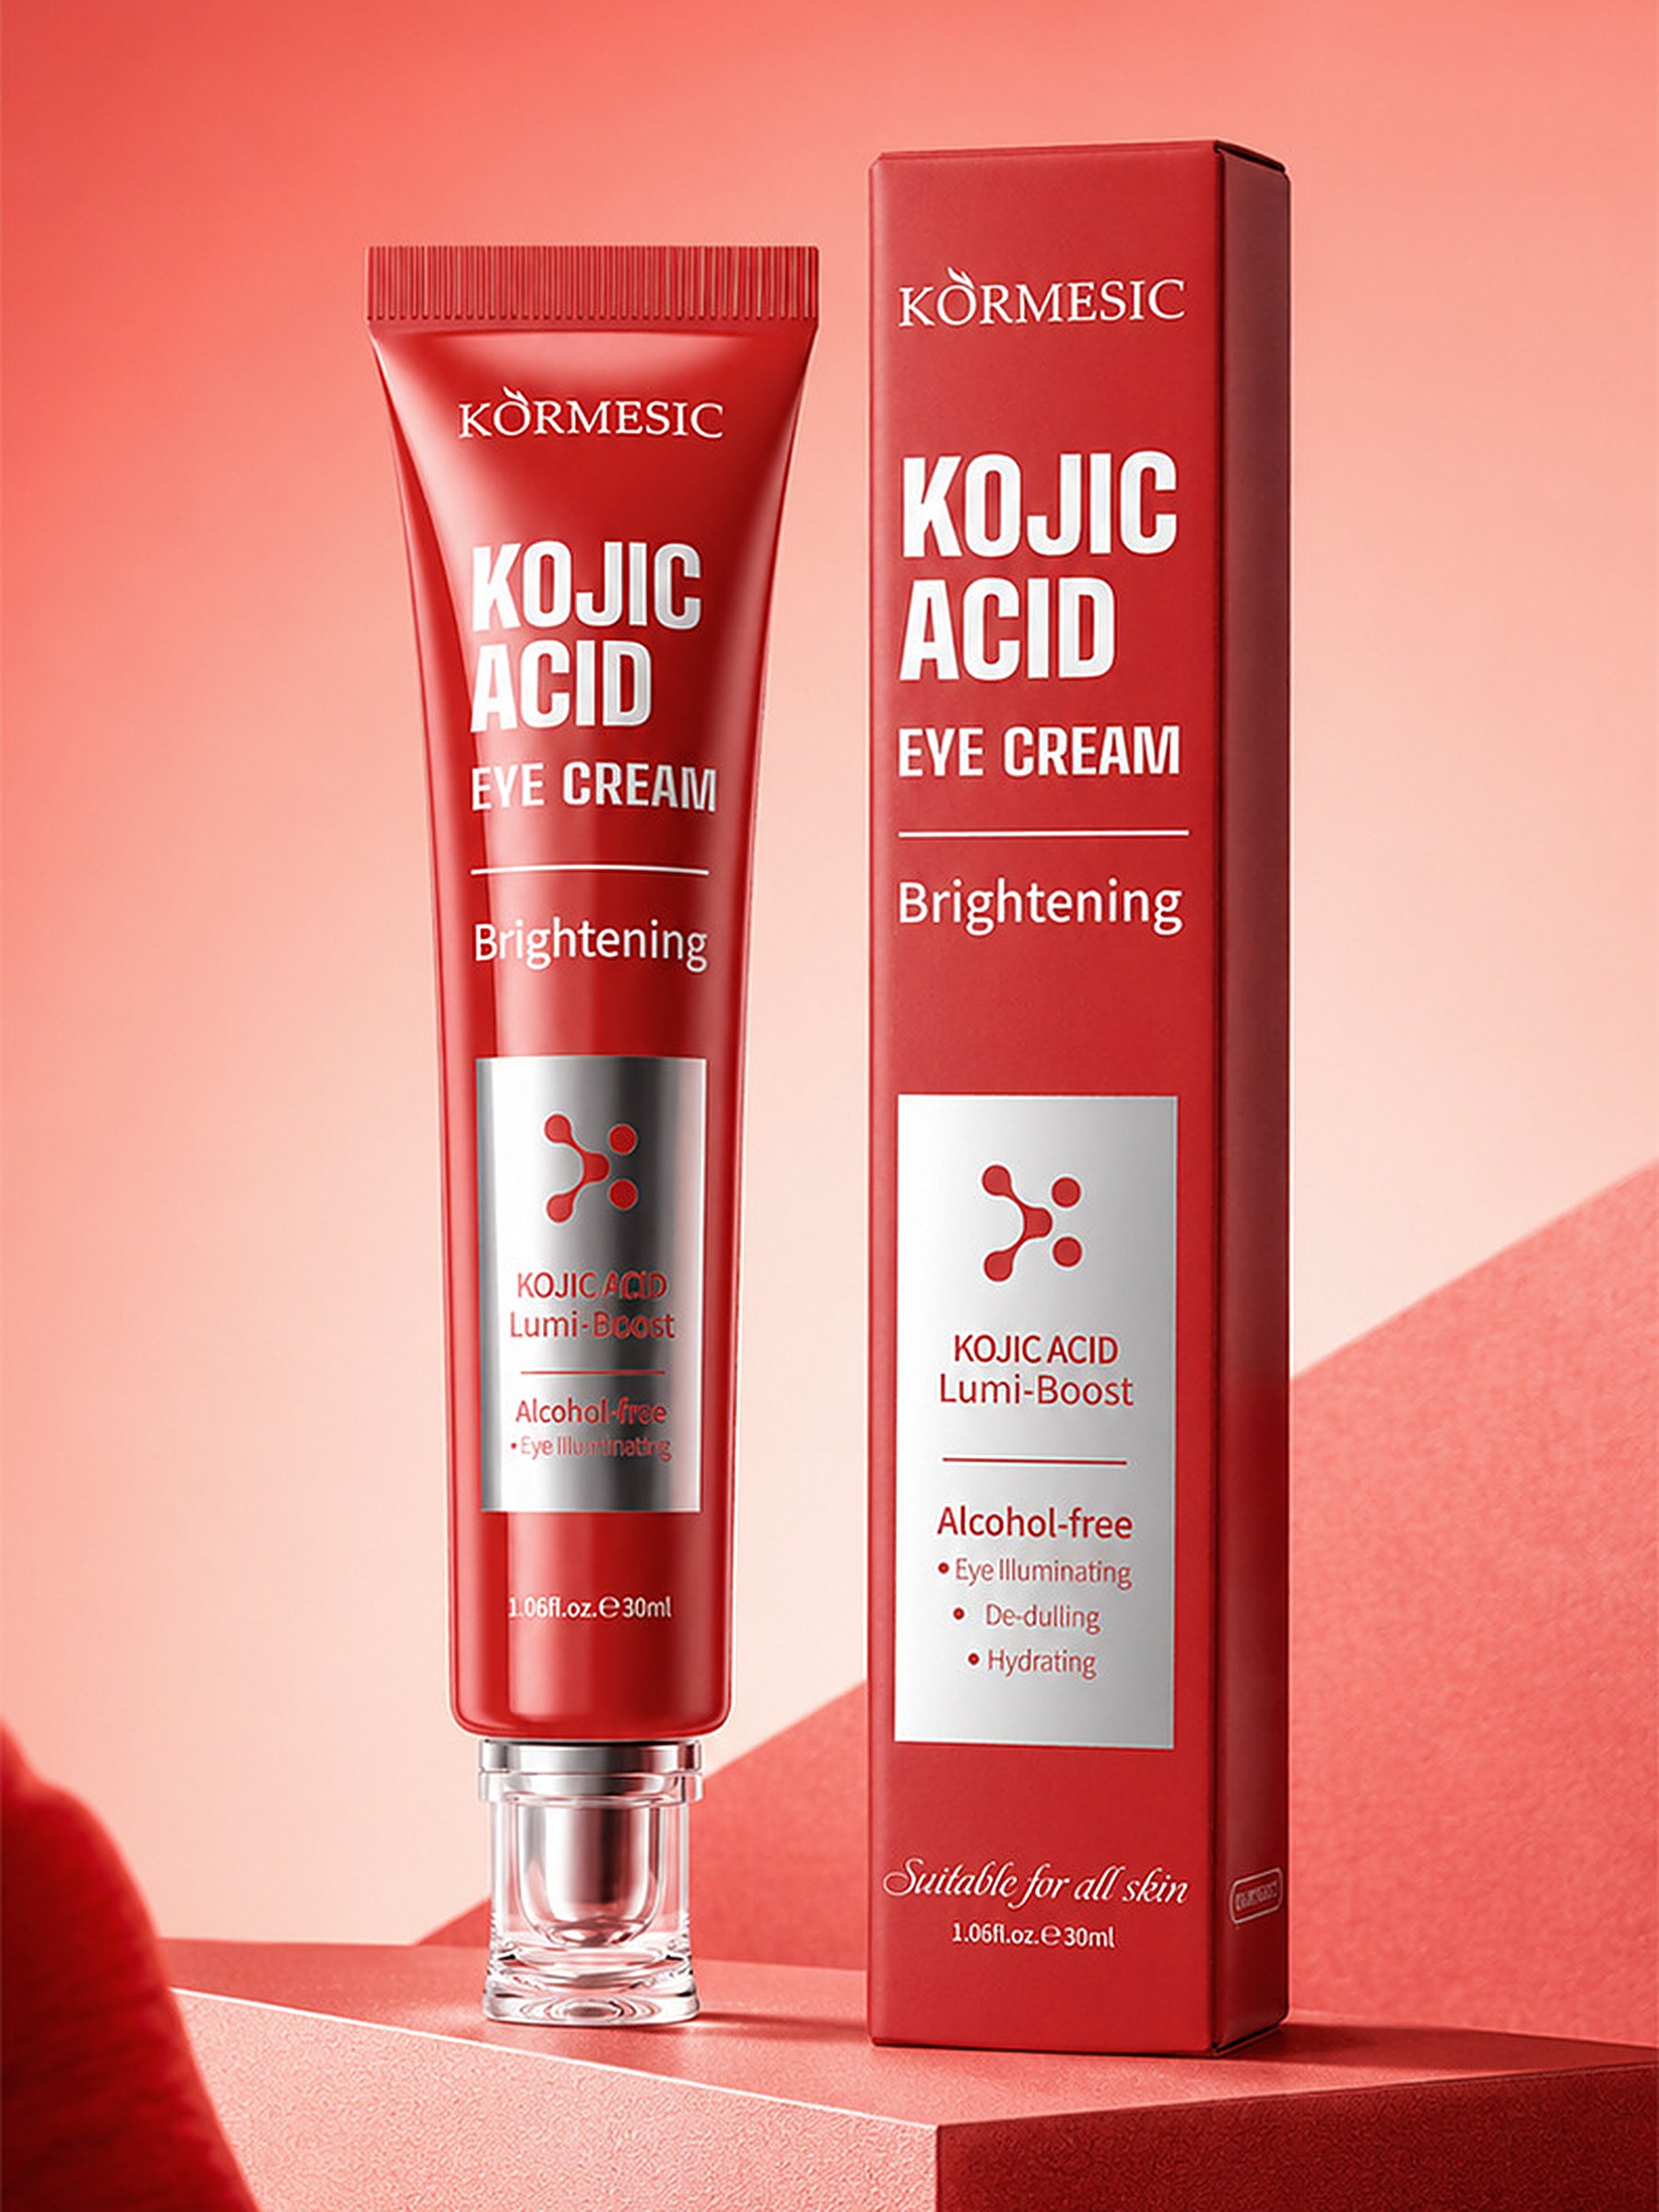 KORMESIC
KOJIC
ACID
EYE CREAM
Brightening
KOJIC ACID
Lumi-Boost
Alcohol-free
• Eye Illuminating
1.06fl.oz.℮30ml
KORMESIC
KOJIC
ACID
EYE CREAM
Brightening
KOJIC ACID
Lumi-Boost
Alcohol-free
• Eye Illuminating
• De-dulling
• Hydrating
Suitable for all skin
1.06fl.oz.℮30ml